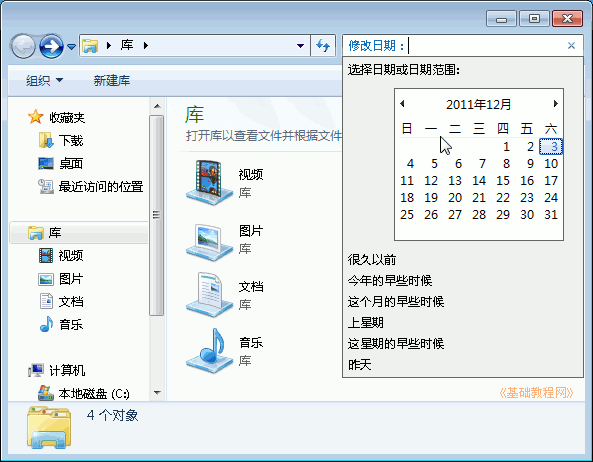 库
修改日期：
组织 新建库
选择日期或日期范围:
2011年12月
日 一 二 三 四 五 六
1 2 3
4 5 6 7 8 9 10
11 12 13 14 15 16 17
18 19 20 21 22 23 24
25 26 27 28 29 30 31
很久以前
今年的早些时候
这个月的早些时候
上星期
这星期的早些时候
昨天
收藏夹
下载
桌面
最近访问的位置
库
视频
图片
文档
音乐
计算机
本地磁盘 (C:)
库
打开库以查看文件并根据文件
视频
库
图片
库
文档
库
音乐
库
《基础教程网》
4 个对象